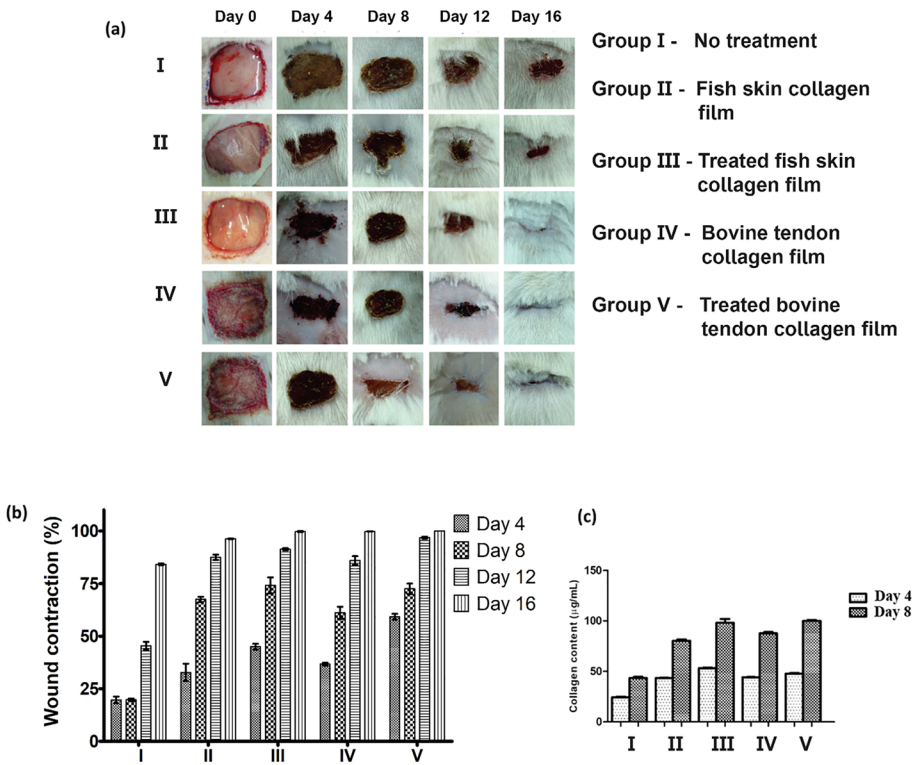 (a)
Day 0 Day 4 Day 8 Day 12 Day 16
I
II
III
IV
V
Group I - No treatment
Group II - Fish skin collagen
film
Group III - Treated fish skin
collagen film
Group IV - Bovine tendon
collagen film
Group V - Treated bovine
tendon collagen film
(b)
Wound contraction (%)
100
75
50
25
0
I II III IV V
Day 4
Day 8
Day 12
Day 16
(c)
Collagen content (µg/mL)
150
100
50
0
I II III IV V
Day 4
Day 8